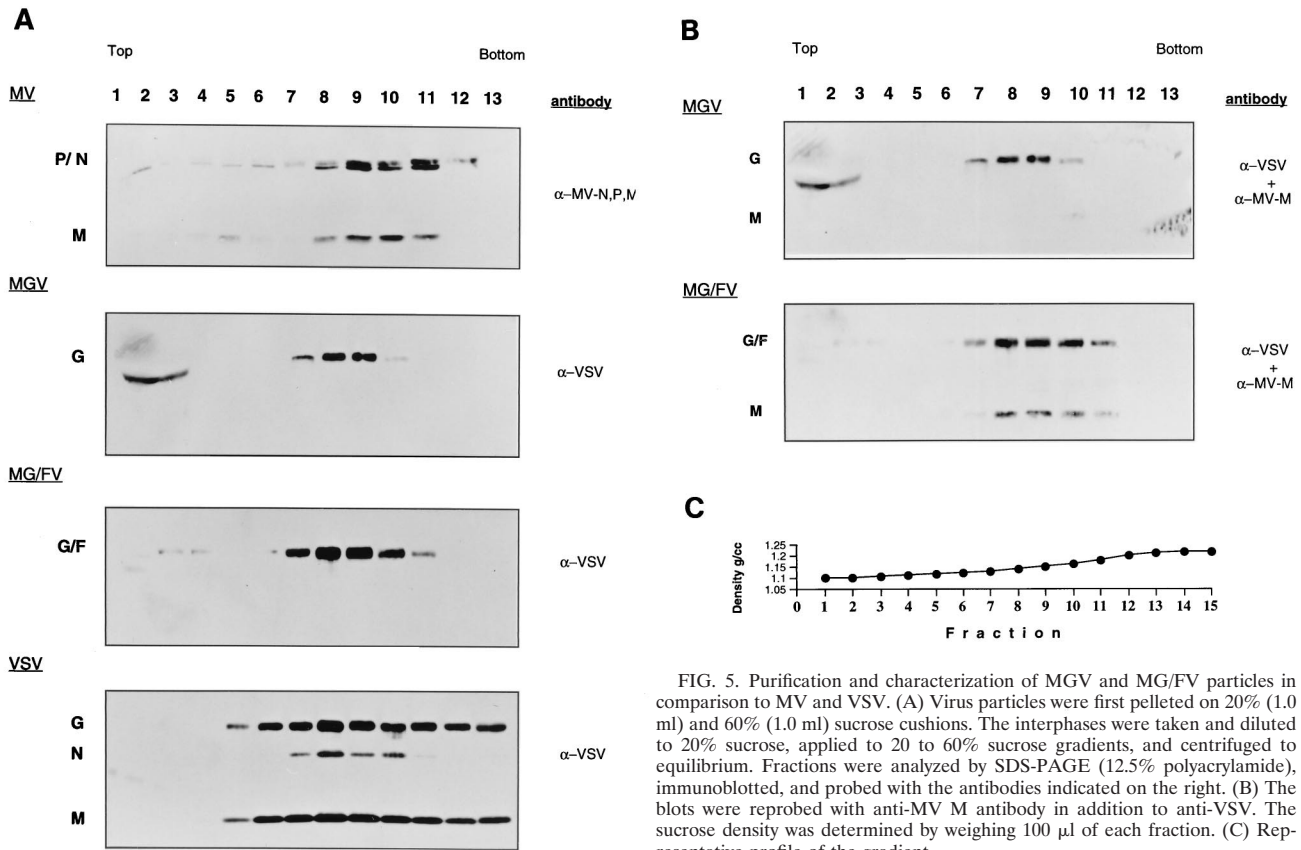 A
Top
Bottom
MV
1 2 3 4 5 6 7 8 9 10 11 12 13
antibody
P/ N
M
α–MV-N,P,M
MGV
G
α–VSV
MG/FV
G/F
α–VSV
VSV
G
N
M
α–VSV
B
Top
Bottom
MGV
1 2 3 4 5 6 7 8 9 10 11 12 13
antibody
G
M
α–VSV
+
α–MV-M
MG/FV
G/F
M
α–VSV
+
α–MV-M
C
Density g/cc
1.25
1.2
1.15
1.1
1.05
0 1 2 3 4 5 6 7 8 9 10 11 12 13 14 15
Fraction
FIG. 5. Purification and characterization of MGV and MG/FV particles in
comparison to MV and VSV. (A) Virus particles were first pelleted on 20% (1.0
ml) and 60% (1.0 ml) sucrose cushions. The interphases were taken and diluted
to 20% sucrose, applied to 20 to 60% sucrose gradients, and centrifuged to
equilibrium. Fractions were analyzed by SDS-PAGE (12.5% polyacrylamide),
immunoblotted, and probed with the antibodies indicated on the right. (B) The
blots were reprobed with anti-MV M antibody in addition to anti-VSV. The
sucrose density was determined by weighing 100 μl of each fraction. (C) Rep-
resentative profile of the gradient.